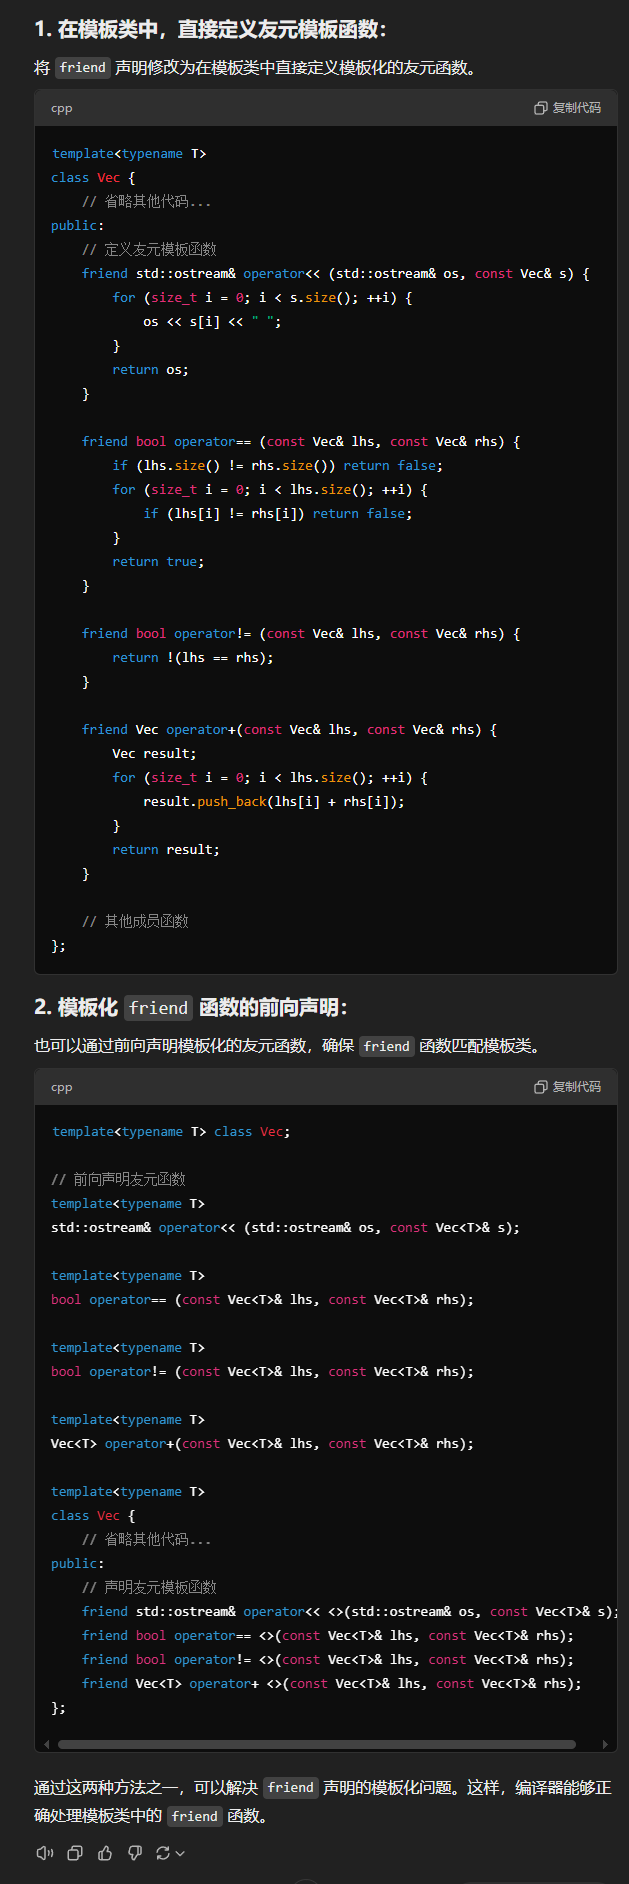 1. 在模板类中，直接定义友元模板函数：
将 friend 声明修改为在模板类中直接定义模板化的友元函数。
cpp 复制代码
template<typename T>
class Vec {
    // 省略其他代码...
public:
    // 定义友元模板函数
    friend std::ostream& operator<< (std::ostream& os, const Vec& s) {
        for (size_t i = 0; i < s.size(); ++i) {
            os << s[i] << " ";
        }
        return os;
    }

    friend bool operator== (const Vec& lhs, const Vec& rhs) {
        if (lhs.size() != rhs.size()) return false;
        for (size_t i = 0; i < lhs.size(); ++i) {
            if (lhs[i] != rhs[i]) return false;
        }
        return true;
    }

    friend bool operator!= (const Vec& lhs, const Vec& rhs) {
        return !(lhs == rhs);
    }

    friend Vec operator+(const Vec& lhs, const Vec& rhs) {
        Vec result;
        for (size_t i = 0; i < lhs.size(); ++i) {
            result.push_back(lhs[i] + rhs[i]);
        }
        return result;
    }

    // 其他成员函数
};
2. 模板化 friend 函数的前向声明：
也可以通过前向声明模板化的友元函数，确保 friend 函数匹配模板类。
cpp 复制代码
template<typename T> class Vec;

// 前向声明友元函数
template<typename T>
std::ostream& operator<< (std::ostream& os, const Vec<T>& s);

template<typename T>
bool operator== (const Vec<T>& lhs, const Vec<T>& rhs);

template<typename T>
bool operator!= (const Vec<T>& lhs, const Vec<T>& rhs);

template<typename T>
Vec<T> operator+(const Vec<T>& lhs, const Vec<T>& rhs);

template<typename T>
class Vec {
    // 省略其他代码...
public:
    // 声明友元模板函数
    friend std::ostream& operator<< <>(std::ostream& os, const Vec<T>& s);
    friend bool operator== <>(const Vec<T>& lhs, const Vec<T>& rhs);
    friend bool operator!= <>(const Vec<T>& lhs, const Vec<T>& rhs);
    friend Vec<T> operator+ <>(const Vec<T>& lhs, const Vec<T>& rhs);
};
通过这两种方法之一，可以解决 friend 声明的模板化问题。这样，编译器能够正
确处理模板类中的 friend 函数。